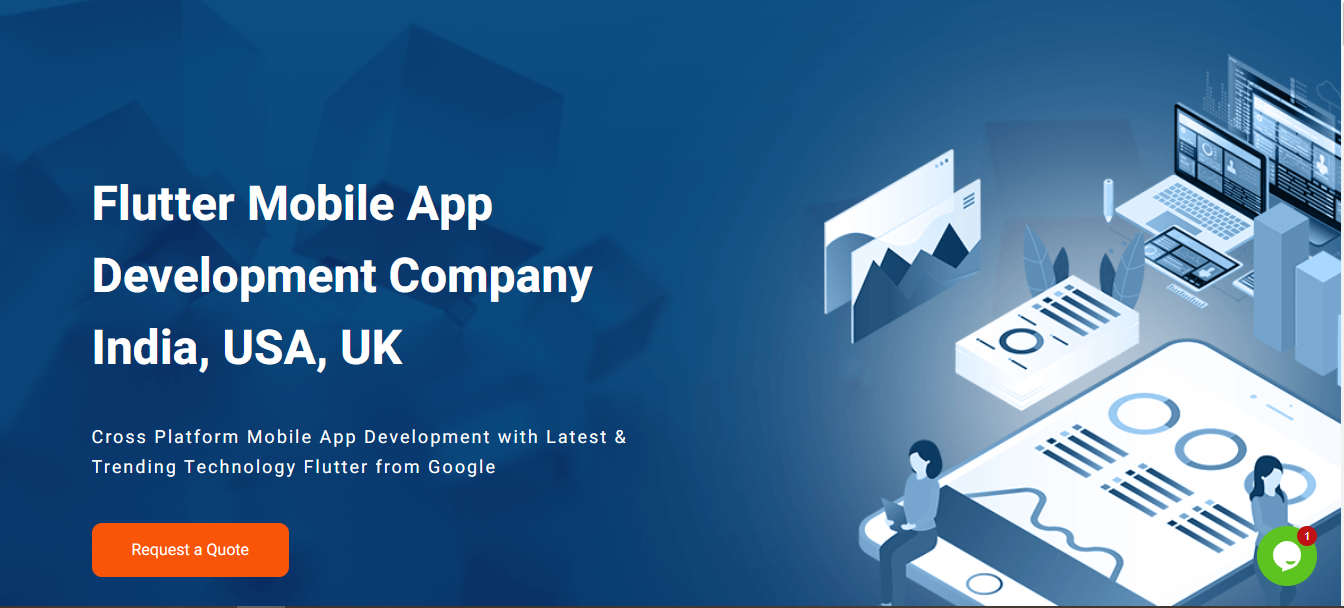 Flutter Mobile App
Development Company
India, USA, UK
Cross Platform Mobile App Development with Latest &
Trending Technology Flutter from Google
Request a Quote
1